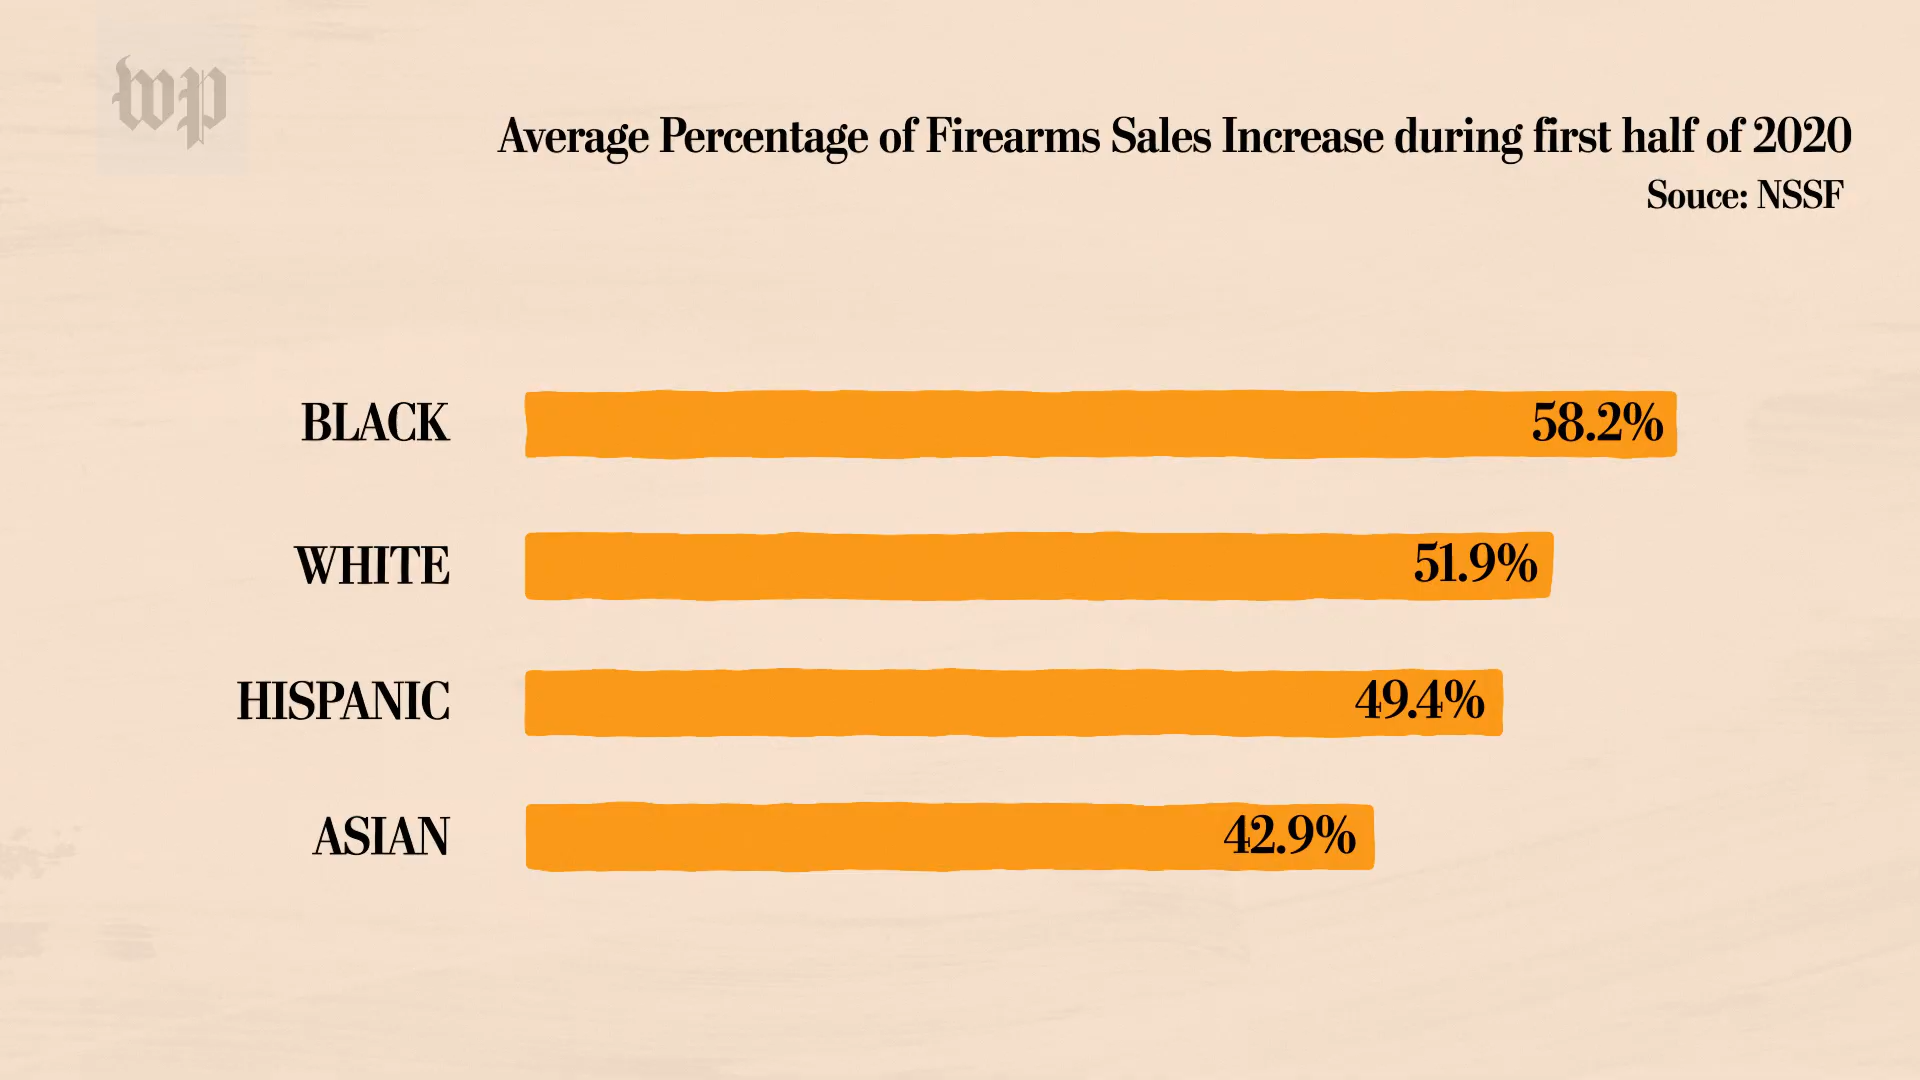 wp
Average Percentage of Firearms Sales Increase during first half of 2020
Souce: NSSF
BLACK 58.2%
WHITE 51.9%
HISPANIC 49.4%
ASIAN 42.9%